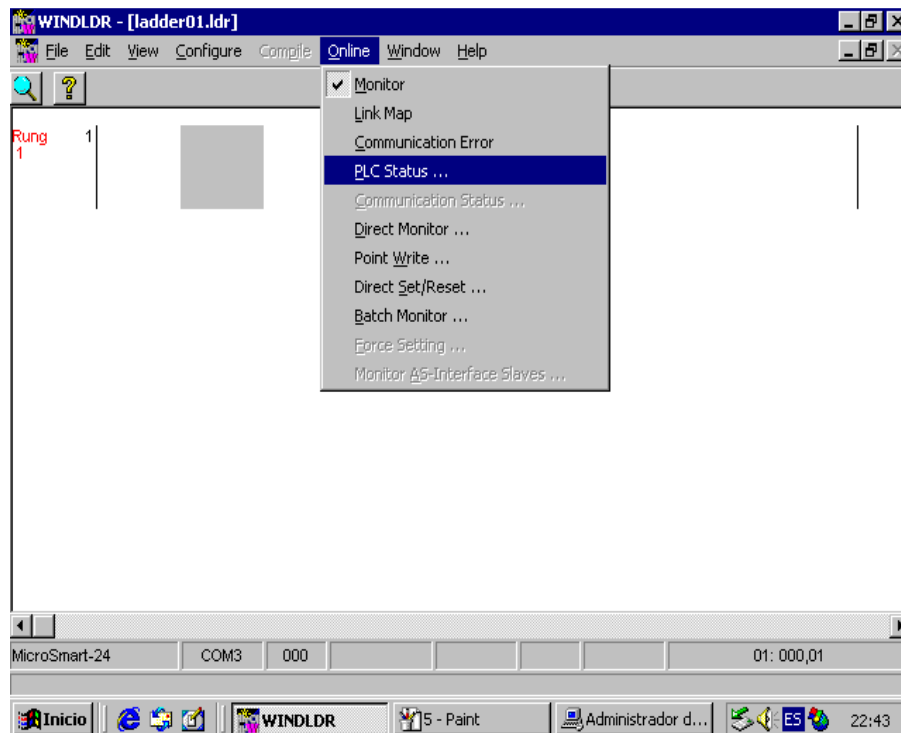 WINDLDR - [ladder01.ldr]
File Edit View Configure Compile Online Window Help
Monitor
Link Map
Communication Error
PLC Status ...
Communication Status ...
Direct Monitor ...
Point Write ...
Direct Set/Reset ...
Batch Monitor ...
Force Setting ...
Monitor AS-Interface Slaves ...
Rung 1
1
MicroSmart-24 COM3 000 01: 000,01
Inicio WINDLDR 5 - Paint Administrador d... ES 22:43